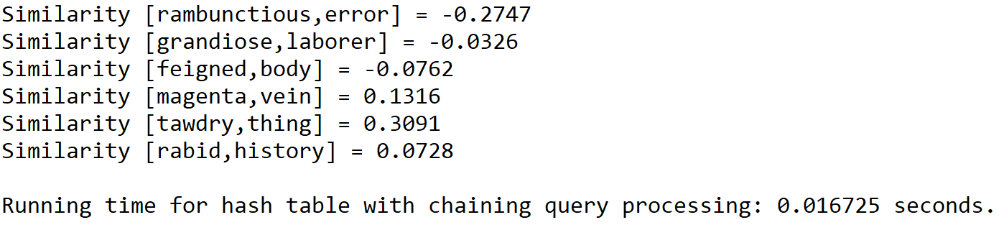 Similarity [rambunctious,error] = -0.2747
Similarity [grandiose,laborer] = -0.0326
Similarity [feigned,body] = -0.0762
Similarity [magenta,vein] = 0.1316
Similarity [tawdry,thing] = 0.3091
Similarity [rabid,history] = 0.0728
Running time for hash table with chaining query processing: 0.016725 seconds.